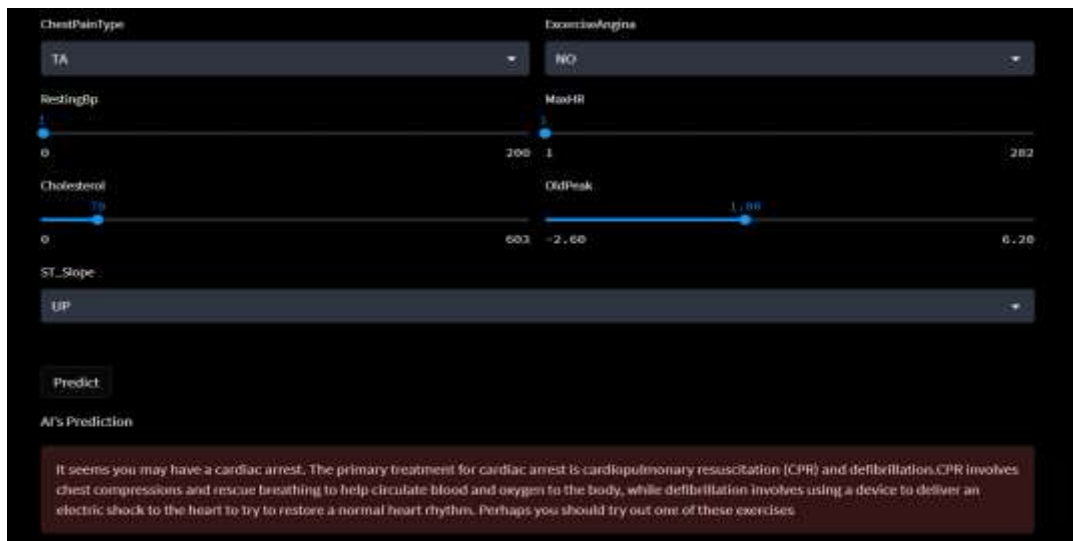 ChestPainType
ExcerciseAngina
TA
NO
RestingBp
MaxHR
1
1
0
200
1
202
Cholesterol
OldPeak
70
1.00
0
603
-2.60
6.20
ST_Slope
UP
Predict
AI's Prediction
It seems you may have a cardiac arrest. The primary treatment for cardiac arrest is cardiopulmonary resuscitation (CPR) and defibrillation.CPR involves
chest compressions and rescue breathing to help circulate blood and oxygen to the body, while defibrillation involves using a device to deliver an
electric shock to the heart to try to restore a normal heart rhythm. Perhaps you should try out one of these exercises